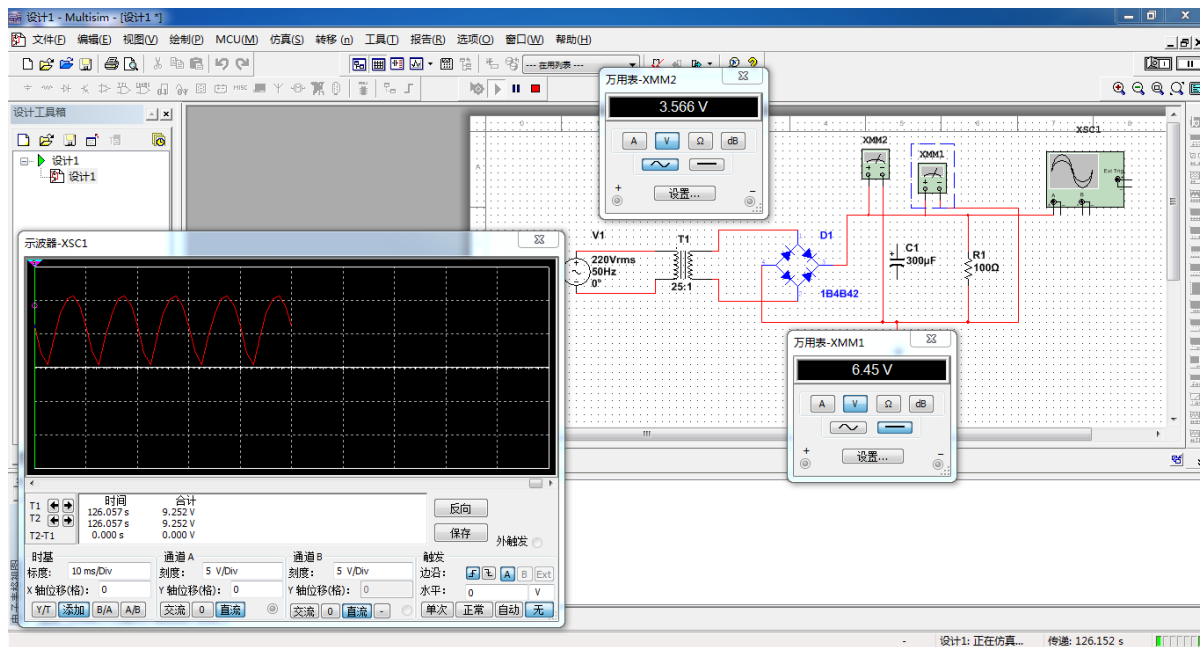 设计1 - Multisim - [设计1 *]
文件(F) 编辑(E) 视图(V) 绘制(P) MCU(M) 仿真(S) 转移 (n) 工具(T) 报告(R) 选项(O) 窗口(W) 帮助(H)
--- 在用列表 ---
MISC
设计工具箱
设计1
设计1
万用表-XMM2
3.566 V
A V Ω dB
+ 设置... -
XMM2
XMM1
XSC1
Ext Trig
A B
V1
220Vrms
50Hz
0°
T1
25:1
D1
1B4B42
C1
300μF
R1
100Ω
万用表-XMM1
6.45 V
A V Ω dB
+ 设置... -
示波器-XSC1
时间 合计
T1 126.057 s 9.252 V
T2 126.057 s 9.252 V
T2-T1 0.000 s 0.000 V
反向
保存
外触发
时基 通道 A 通道 B 触发
标度: 10 ms/Div 刻度: 5 V/Div 刻度: 5 V/Div 边沿: A B Ext
X 轴位移(格): 0 Y 轴位移(格): 0 Y 轴位移(格): 0 水平: 0 V
Y/T 添加 B/A A/B 交流 0 直流 交流 0 直流 - 单次 正常 自动 无
- 设计1: 正在仿真... 传递: 126.152 s